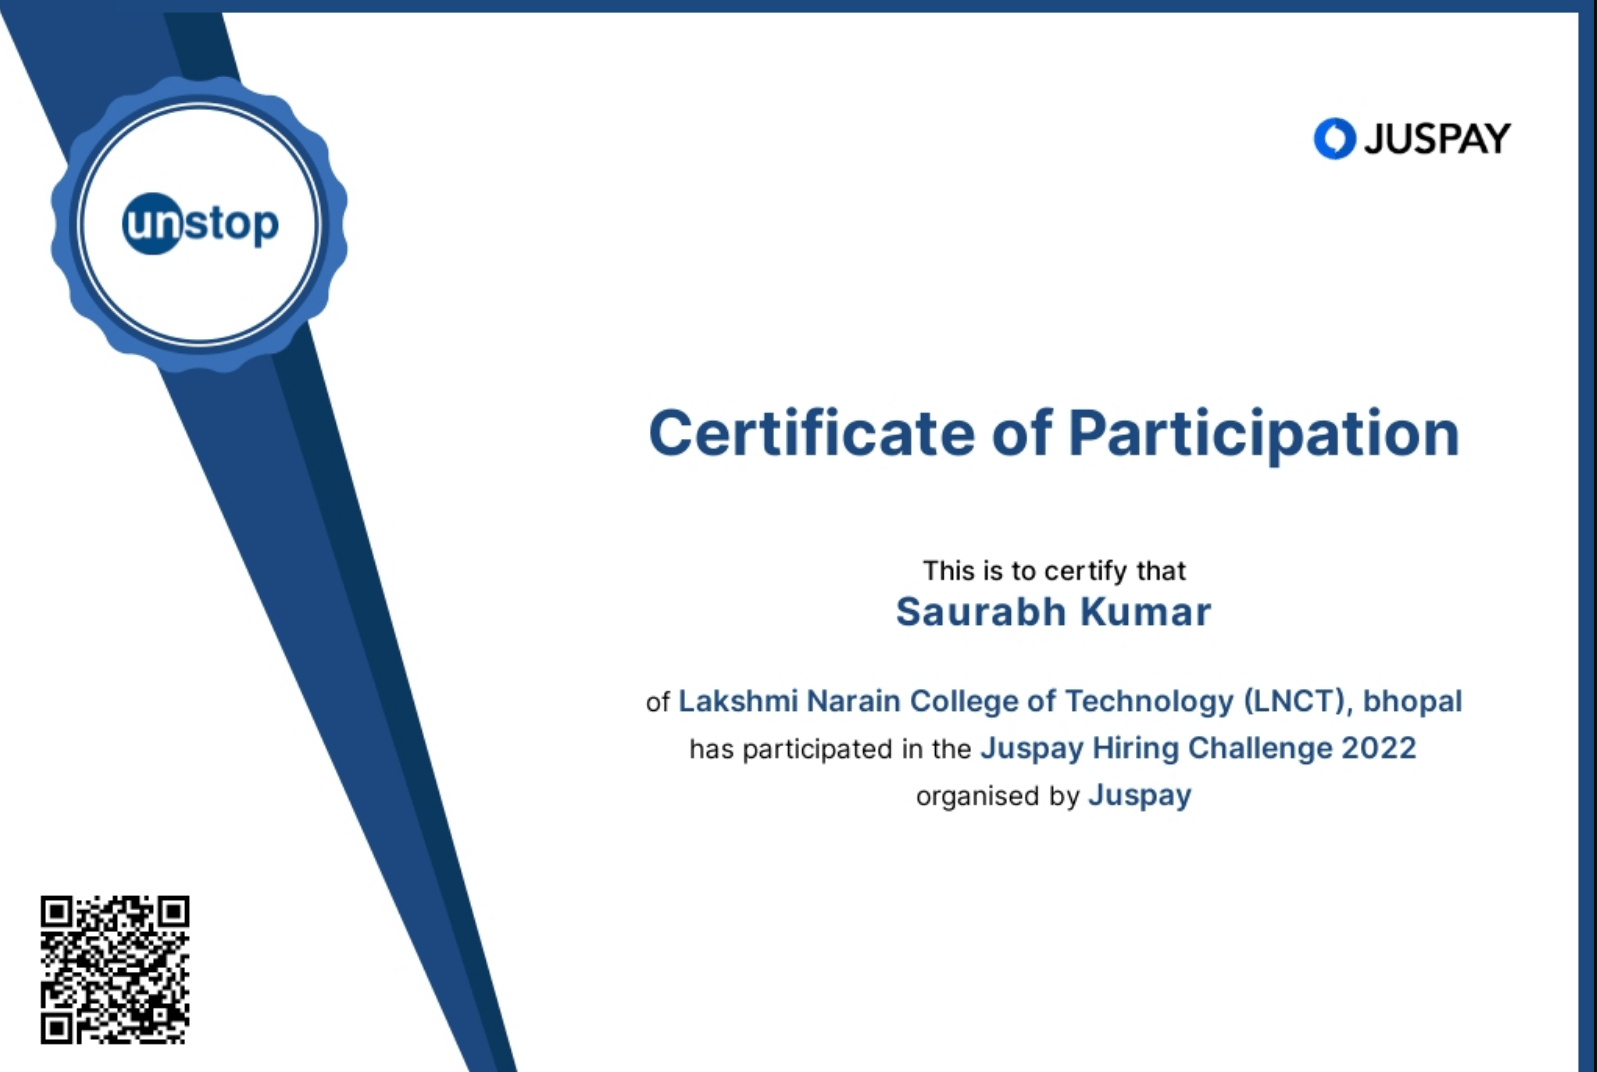 unstop
JUSPAY
Certificate of Participation
This is to certify that
Saurabh Kumar
of Lakshmi Narain College of Technology (LNCT), bhopal
has participated in the Juspay Hiring Challenge 2022
organised by Juspay